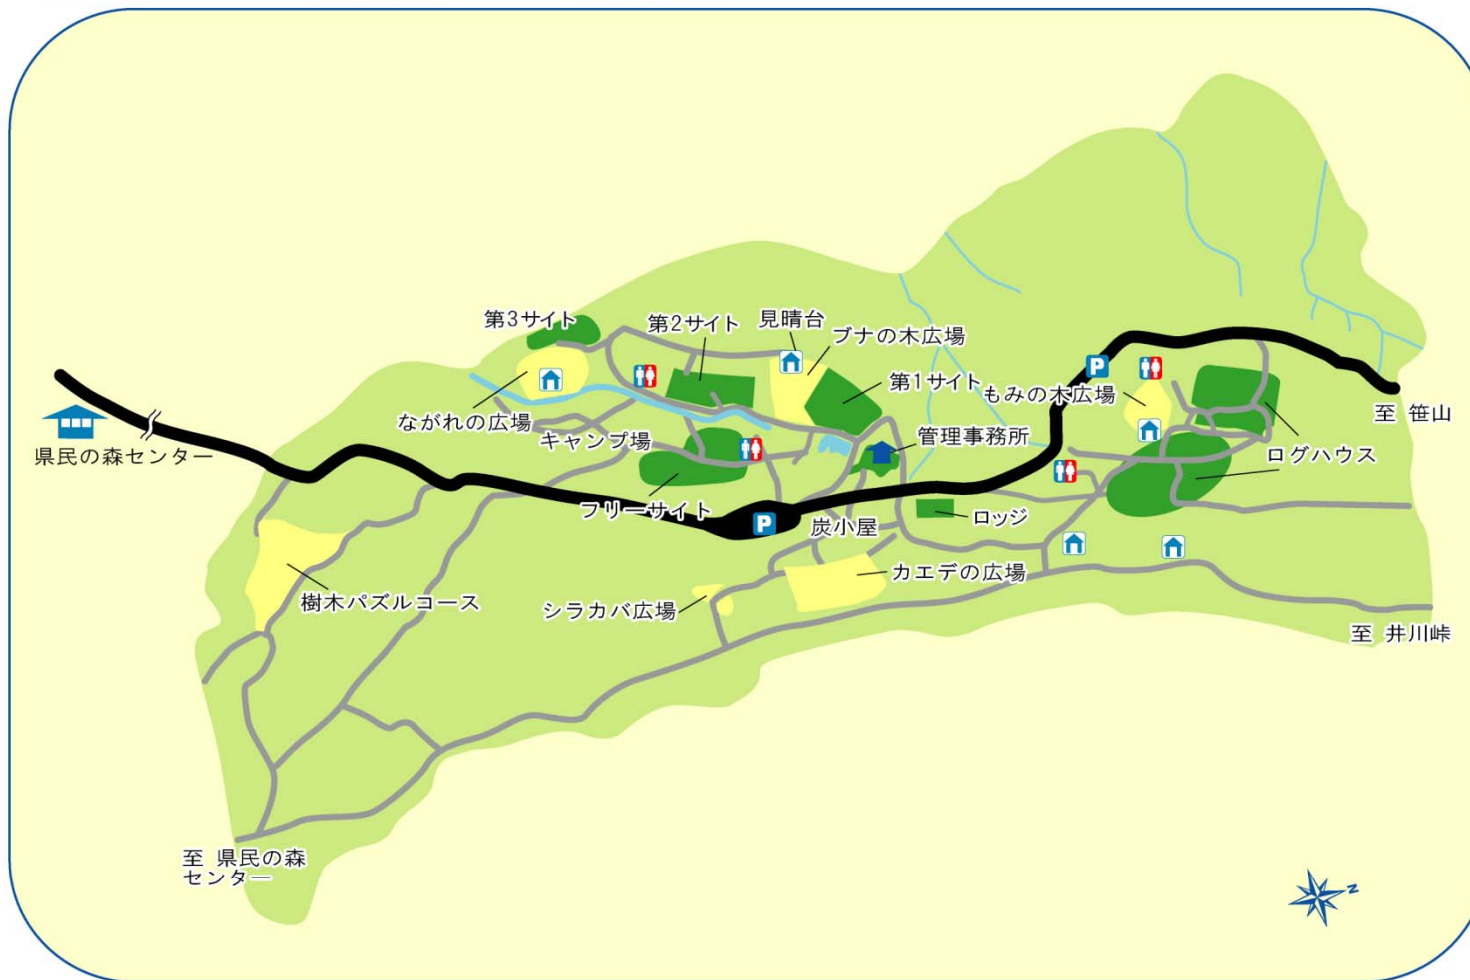 第3サイト
第2サイト
見晴台
ブナの木広場
第1サイト
もみの木広場
至 笹山
ながれの広場
キャンプ場
管理事務所
県民の森センター
ログハウス
フリーサイト
P
P
炭小屋
ロッジ
カエデの広場
樹木パズルコース
シラカバ広場
至 井川峠
至 県民の森
センター
N